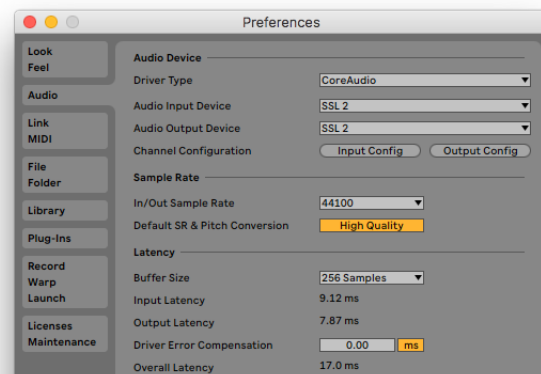 Preferences
Look
Feel
Audio
Link
MIDI
File
Folder
Library
Plug-Ins
Record
Warp
Launch
Licenses
Maintenance
Audio Device
Driver Type CoreAudio
Audio Input Device SSL 2
Audio Output Device SSL 2
Channel Configuration Input Config Output Config
Sample Rate
In/Out Sample Rate 44100
Default SR & Pitch Conversion High Quality
Latency
Buffer Size 256 Samples
Input Latency 9.12 ms
Output Latency 7.87 ms
Driver Error Compensation 0.00 ms
Overall Latency 17.0 ms